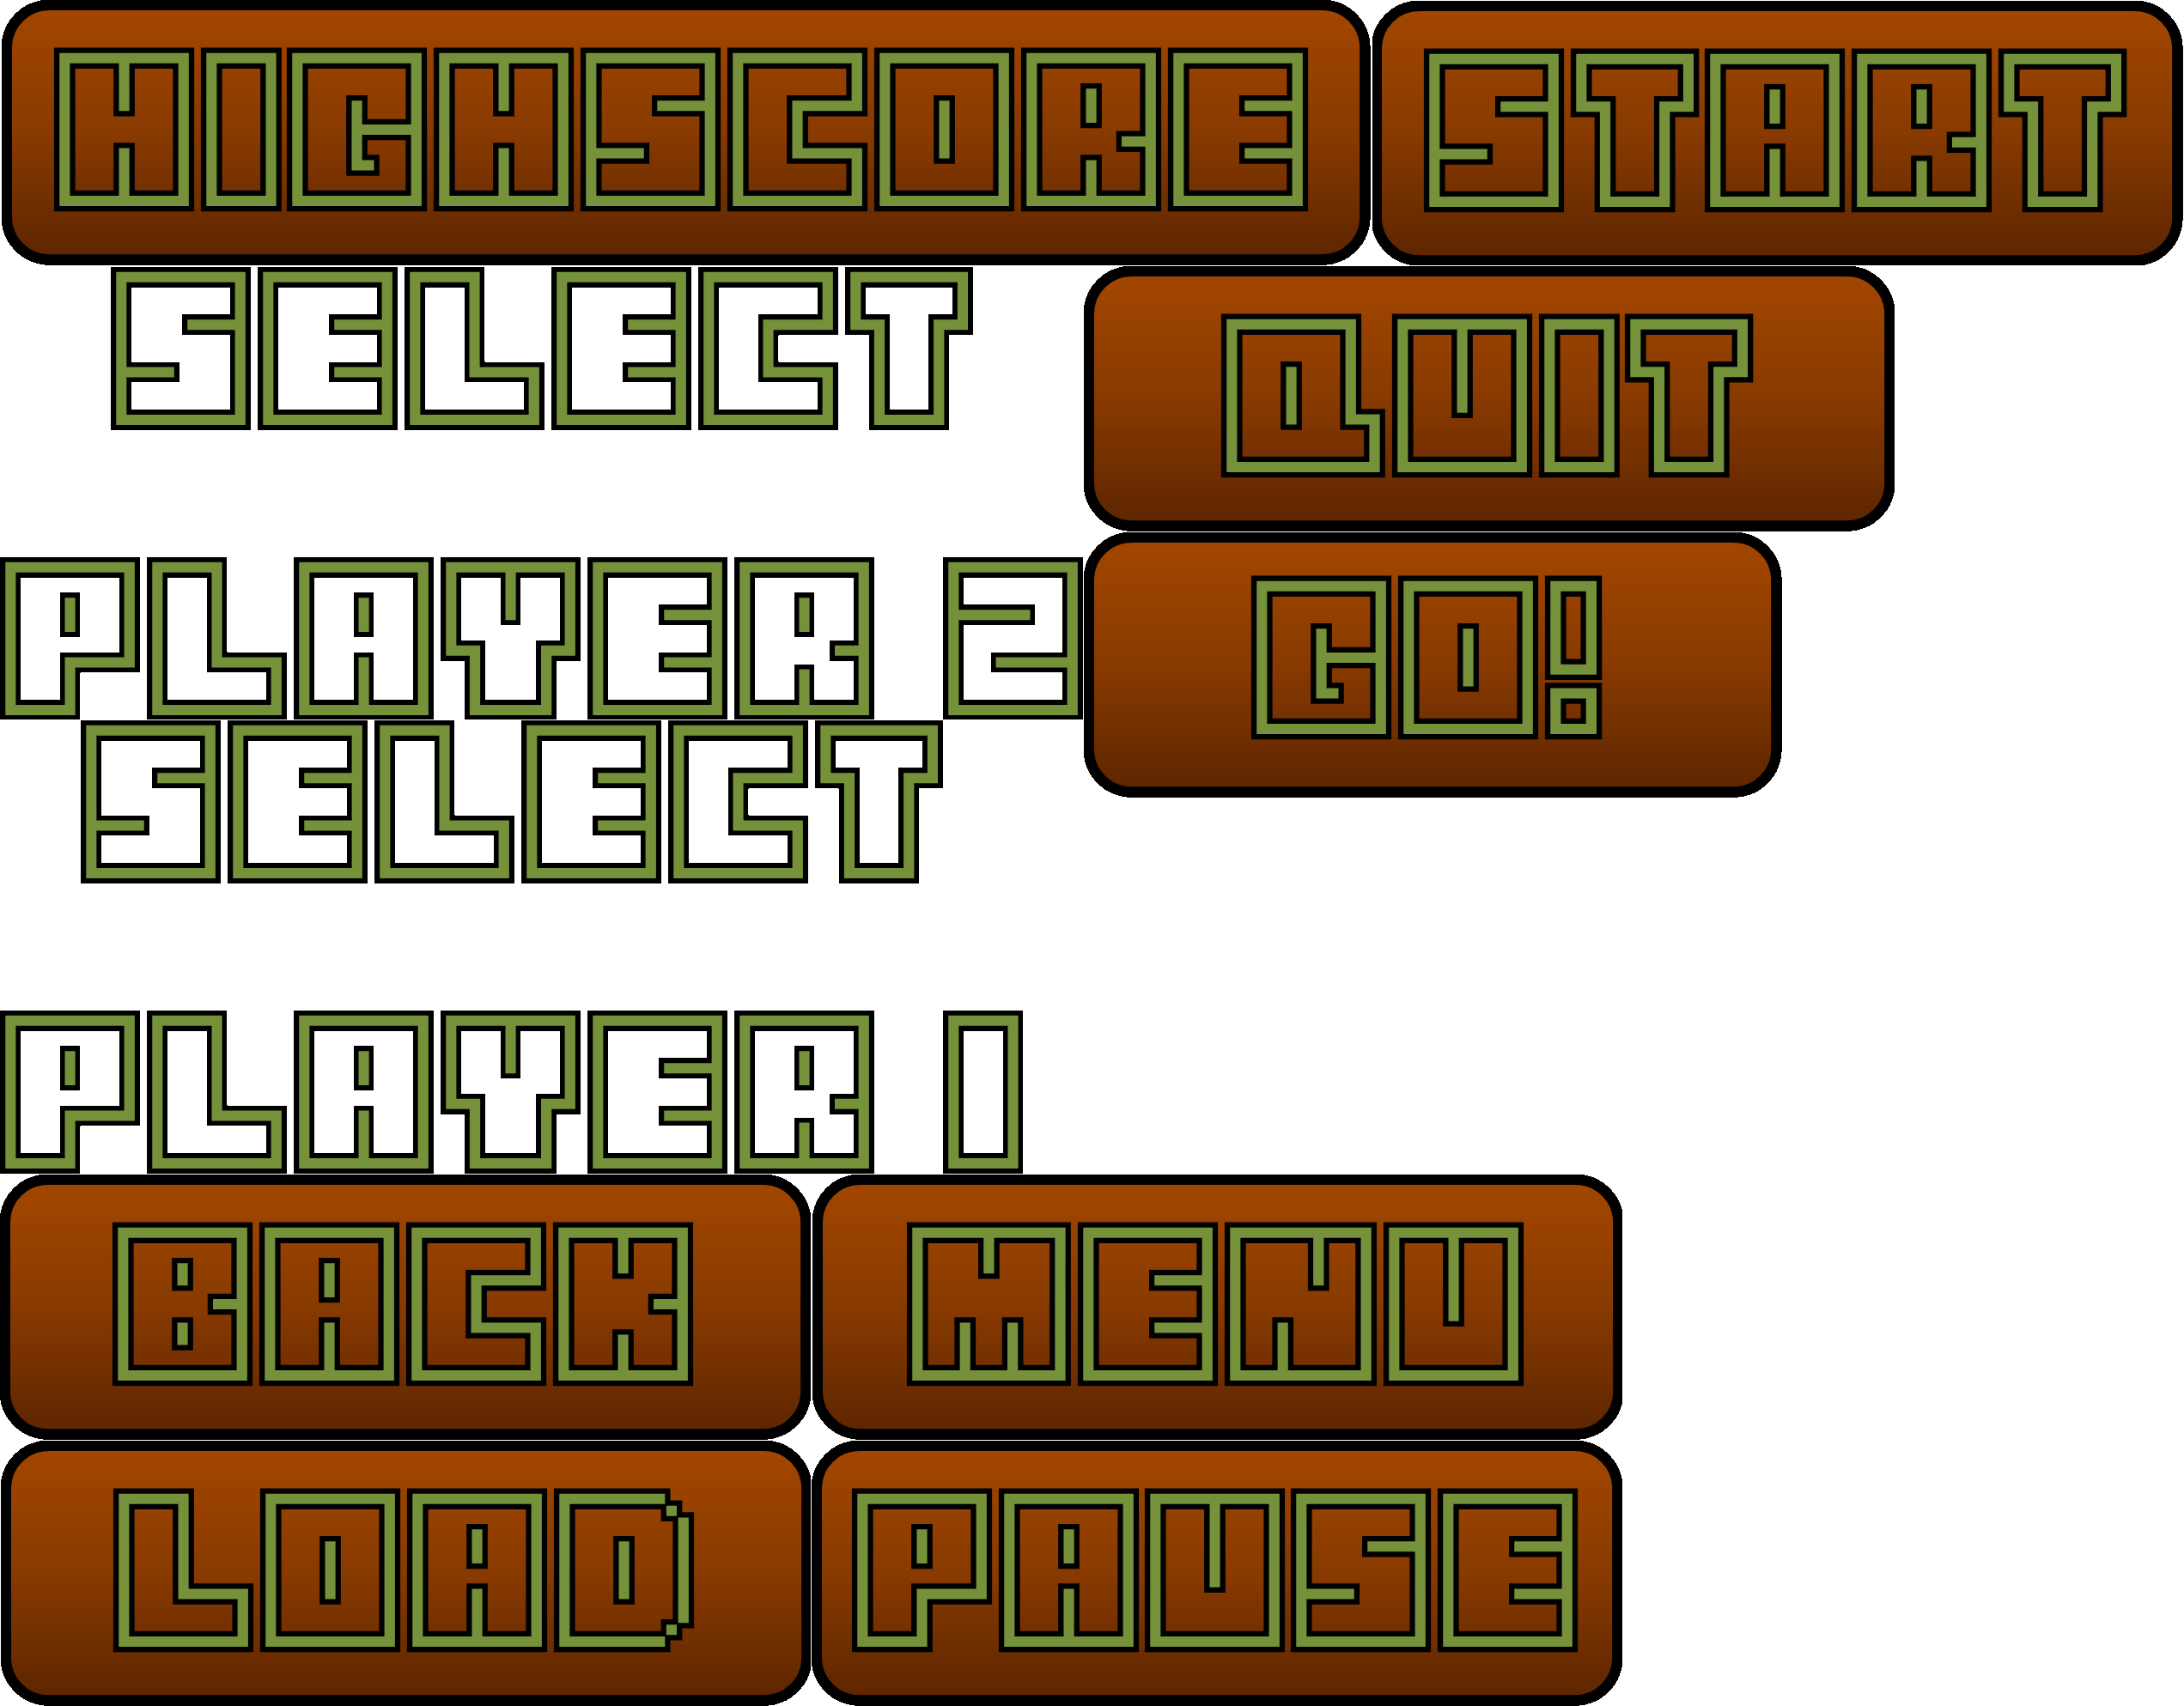 HIGHSCORE
START
SELECT
QUIT
PLAYER 2
GO!
SELECT
PLAYER 1
BACK
MENU
LOAD
PAUSE